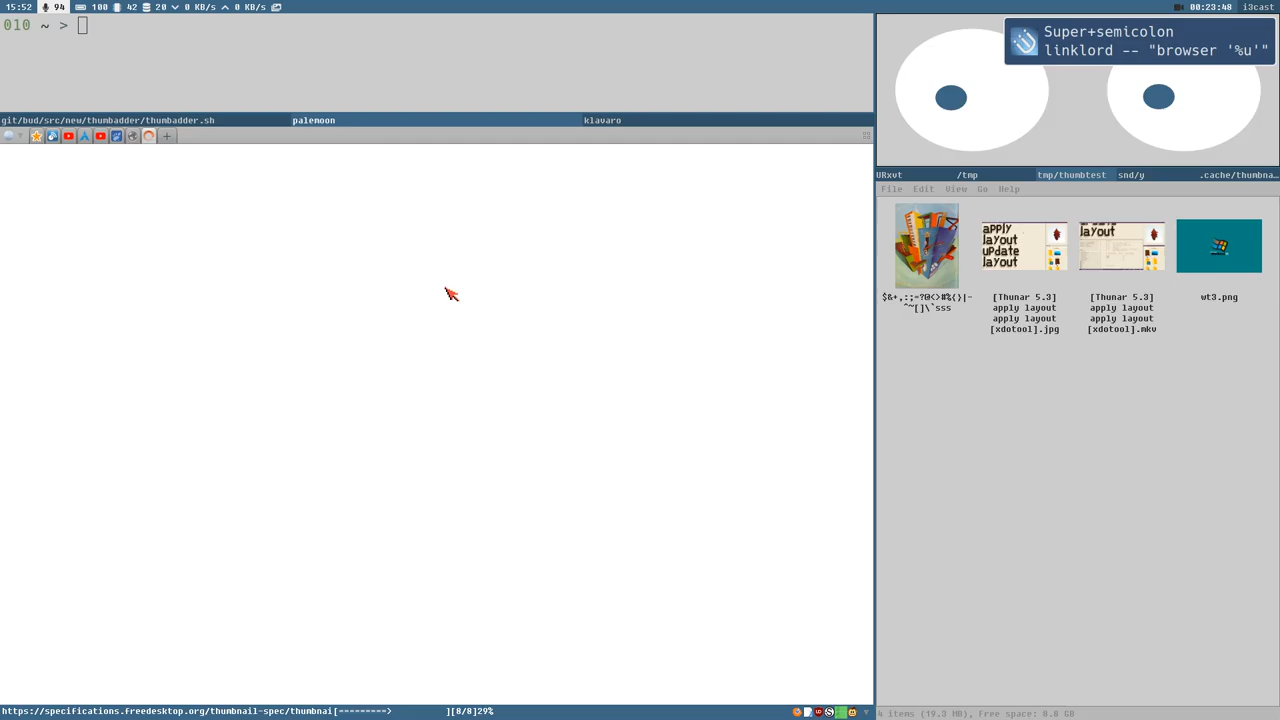 15:52 94 100 42 20 0 KB/s 0 KB/s 00:23:48 i3cast
010 ~ >
Super+semicolon
linklord -- "browser '%u'"
git/bud/src/new/thumbadder/thumbadder.sh palemoon klavaro
URxvt /tmp tmp/thumbtest snd/y .cache/thumbna...
File Edit View Go Help
$&+,:;=?@<>#%{}|-
^~[]\`sss
[Thunar 5.3]
apply layout
apply layout
[xdotool].jpg
[Thunar 5.3]
apply layout
apply layout
[xdotool].mkv
wt3.png
apply
layout
update
layout
layout
https://specifications.freedesktop.org/thumbnail-spec/thumbnai[---------> ][8/8]29%
4 items (19.3 MB), Free space: 8.0 GB